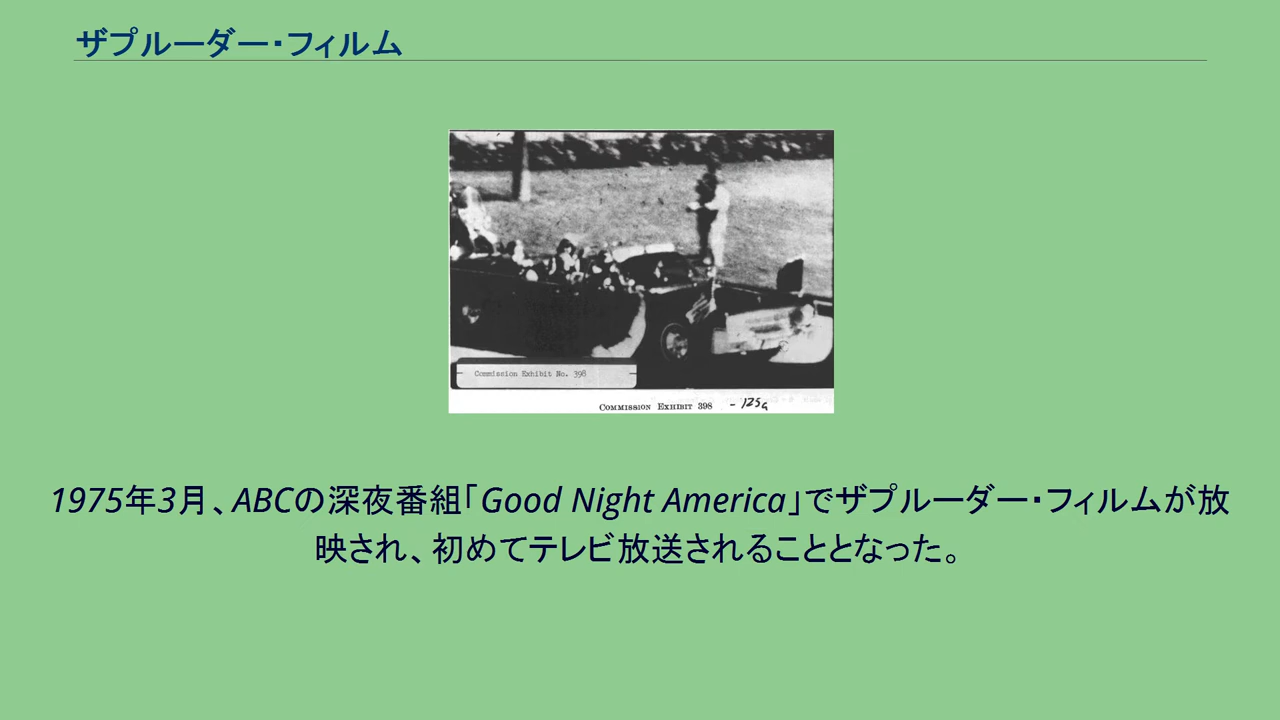 ザプルーダー・フィルム
Commission Exhibit No. 398
COMMISSION EXHIBIT 398 - 125a
1975年3月、ABCの深夜番組「Good Night America」でザプルーダー・フィルムが放
映され、初めてテレビ放送されることとなった。